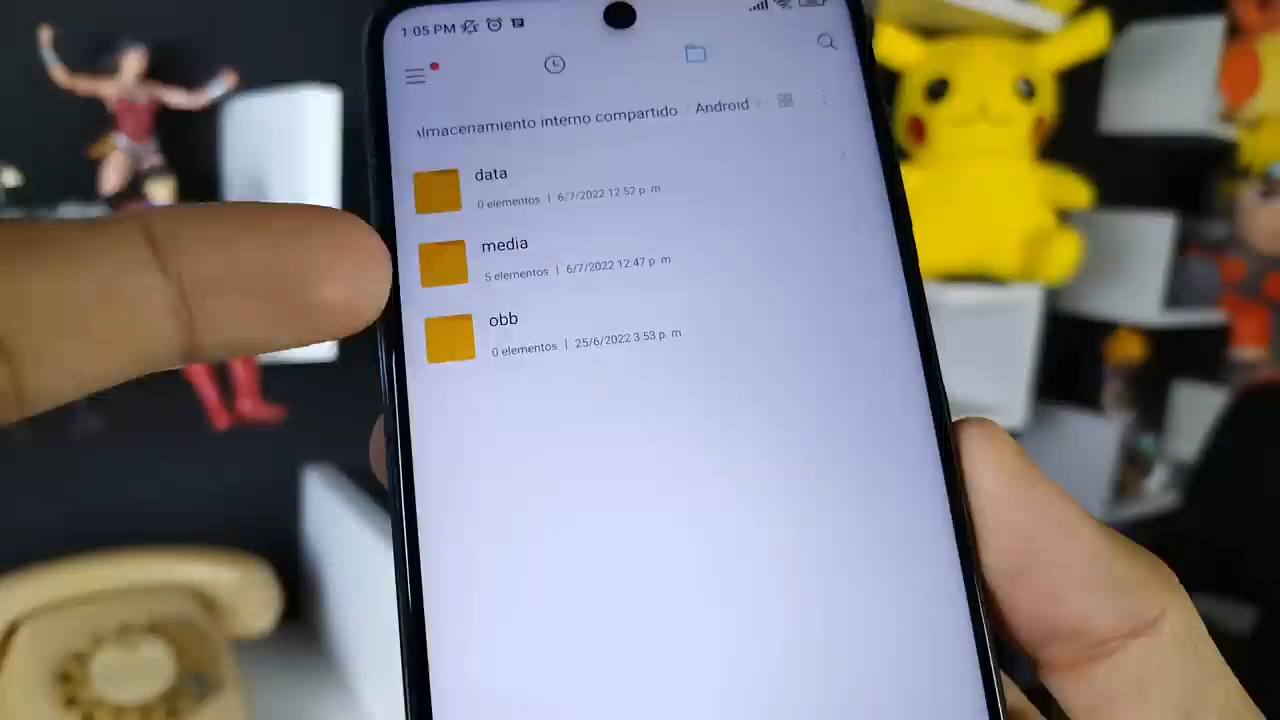 1:05 PM
lmacenamiento interno compartido Android
data
0 elementos | 6/7/2022 12:52 p. m
media
5 elementos | 6/7/2022 12:47 p m
obb
0 elementos | 25/6/2022 3:53 p. m.